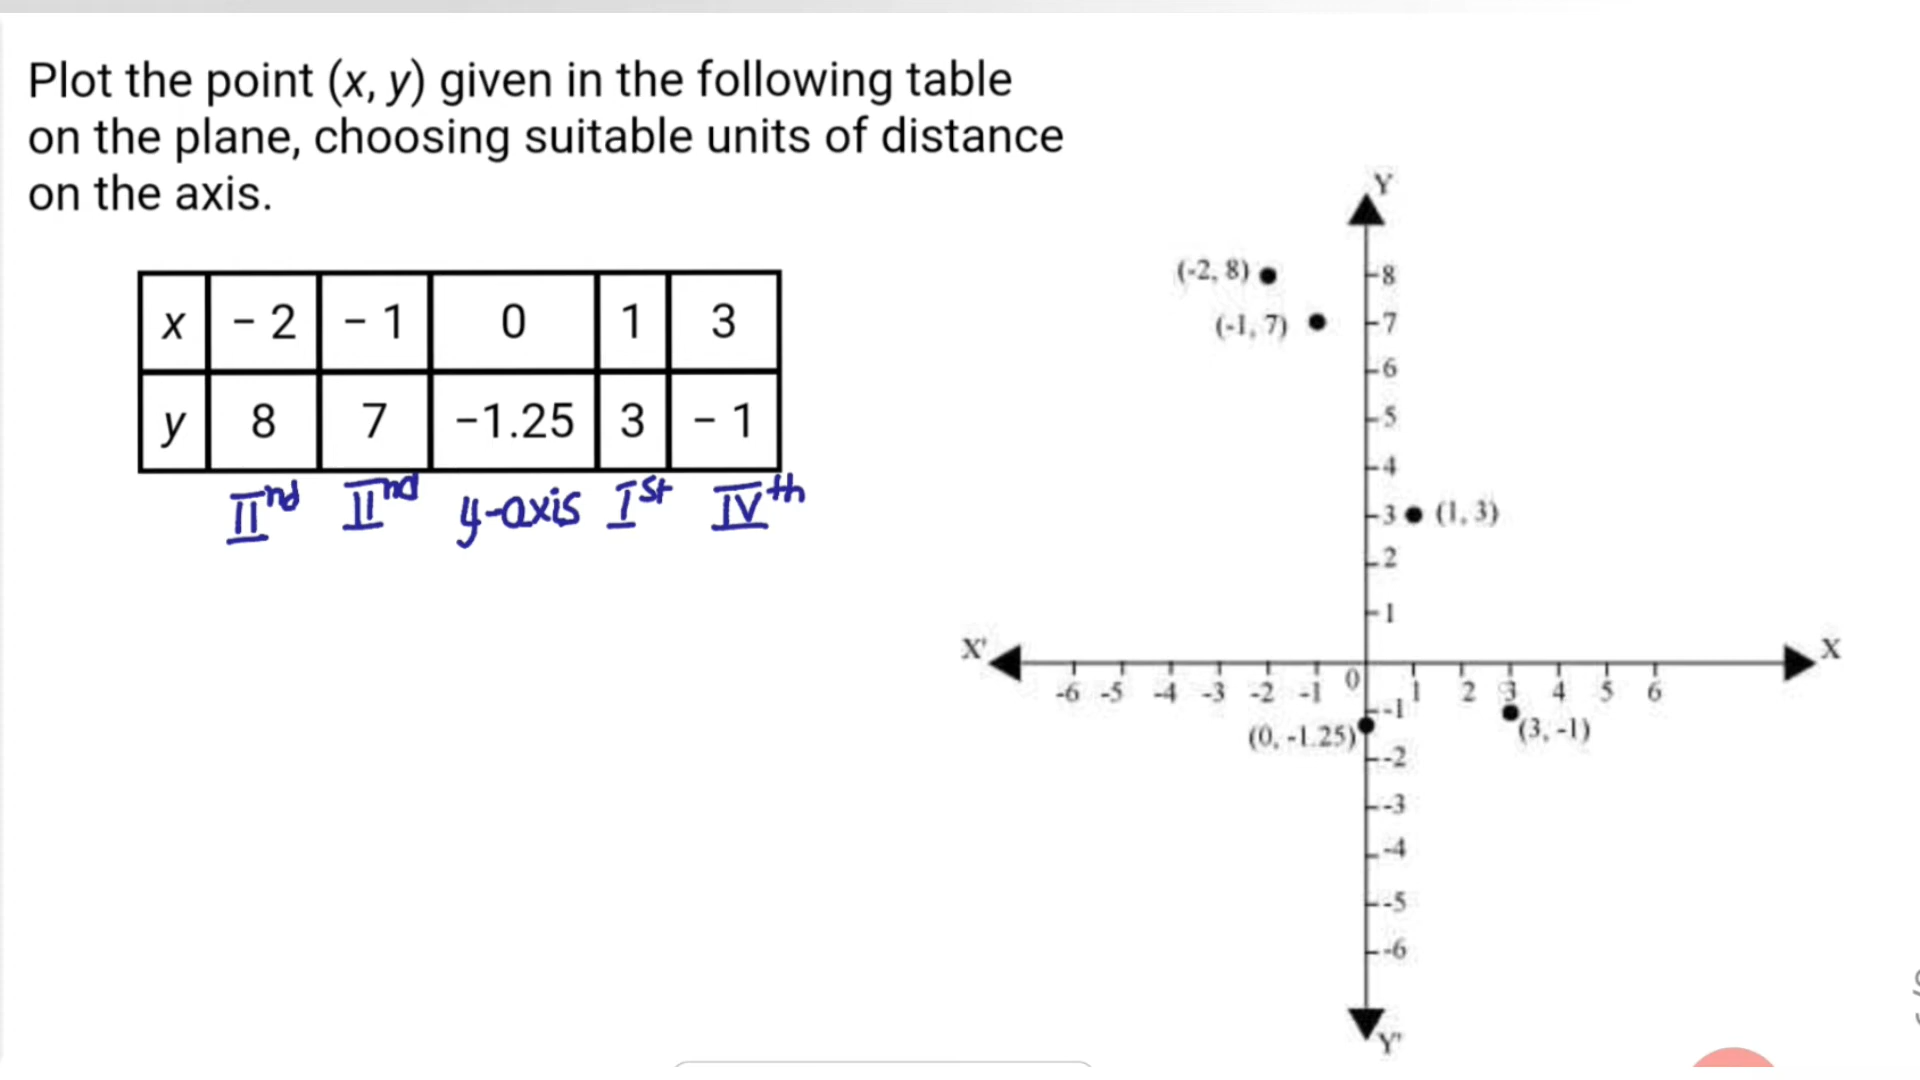 Plot the point (x, y) given in the following table
on the plane, choosing suitable units of distance
on the axis.
x − 2 − 1 0 1 3
y 8 7 −1.25 3 − 1
IInd IInd y-axis Ist IVth
Y
(-2, 8) 8
(-1, 7) 7
6
5
4
3 (1, 3)
2
1
X' X
-6 -5 -4 -3 -2 -1 0 1 2 3 4 5 6
-1
(0, -1.25) (3, -1)
-2
-3
-4
-5
-6
Y'